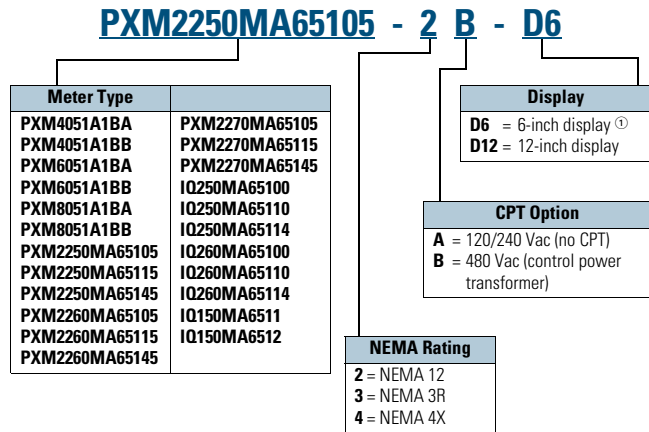 PXM2250MA65105 - 2 B - D6
Meter Type
PXM4051A1BA
PXM4051A1BB
PXM6051A1BA
PXM6051A1BB
PXM8051A1BA
PXM8051A1BB
PXM2250MA65105
PXM2250MA65115
PXM2250MA65145
PXM2260MA65105
PXM2260MA65115
PXM2260MA65145
PXM2270MA65105
PXM2270MA65115
PXM2270MA65145
IQ250MA65100
IQ250MA65110
IQ250MA65114
IQ260MA65100
IQ260MA65110
IQ260MA65114
IQ150MA6511
IQ150MA6512
Display
D6 = 6-inch display ①
D12 = 12-inch display
CPT Option
A = 120/240 Vac (no CPT)
B = 480 Vac (control power
transformer)
NEMA Rating
2 = NEMA 12
3 = NEMA 3R
4 = NEMA 4X